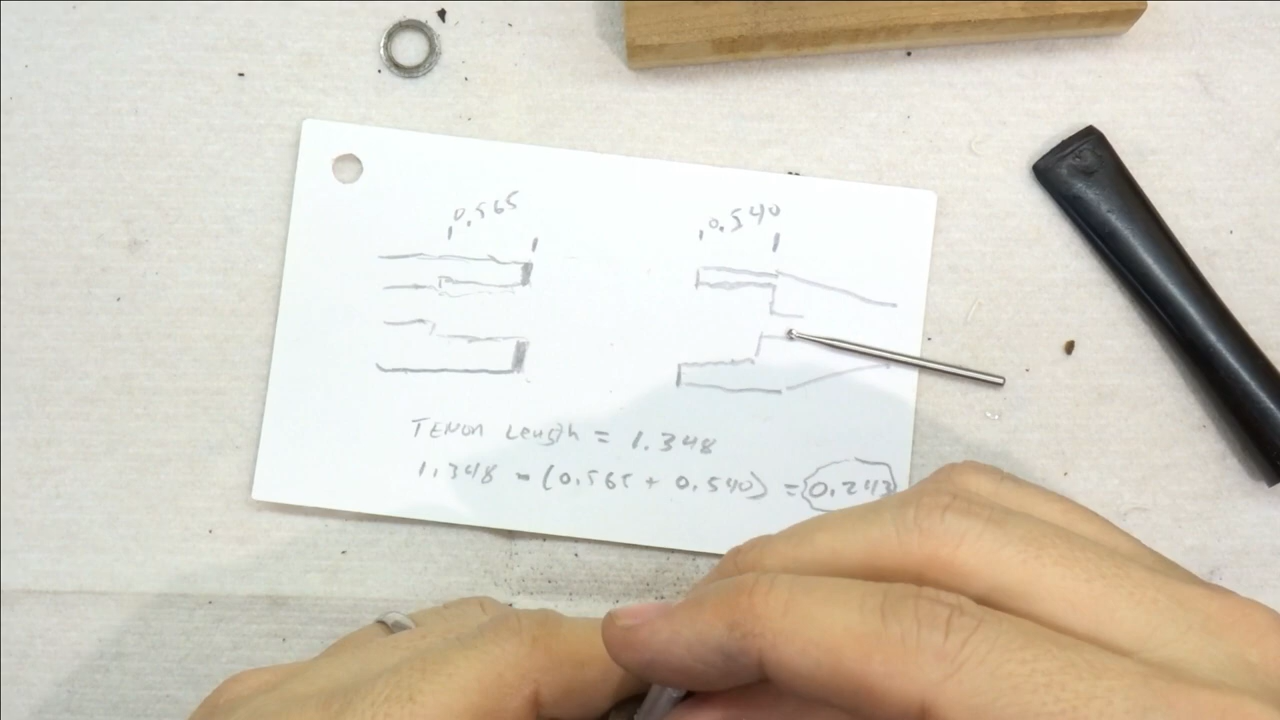 0.565
0.540
TENON Length = 1.348
1.348 - (0.565 + 0.540) = 0.243